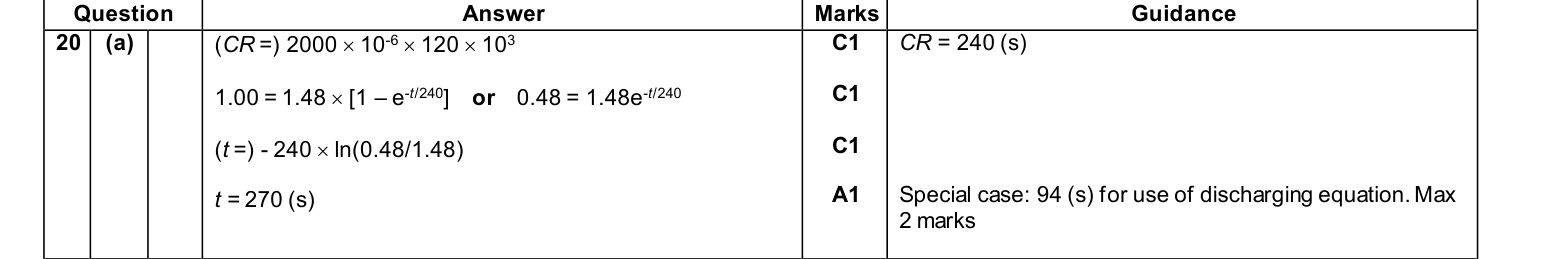 Question Answer Marks Guidance
20 (a) (CR =) 2000 × 10⁻⁶ × 120 × 10³ C1 CR = 240 (s)
1.00 = 1.48 × [1 – e⁻ᵗ/²⁴⁰] or 0.48 = 1.48e⁻ᵗ/²⁴⁰ C1
(t =) - 240 × ln(0.48/1.48) C1
t = 270 (s) A1 Special case: 94 (s) for use of discharging equation. Max
2 marks